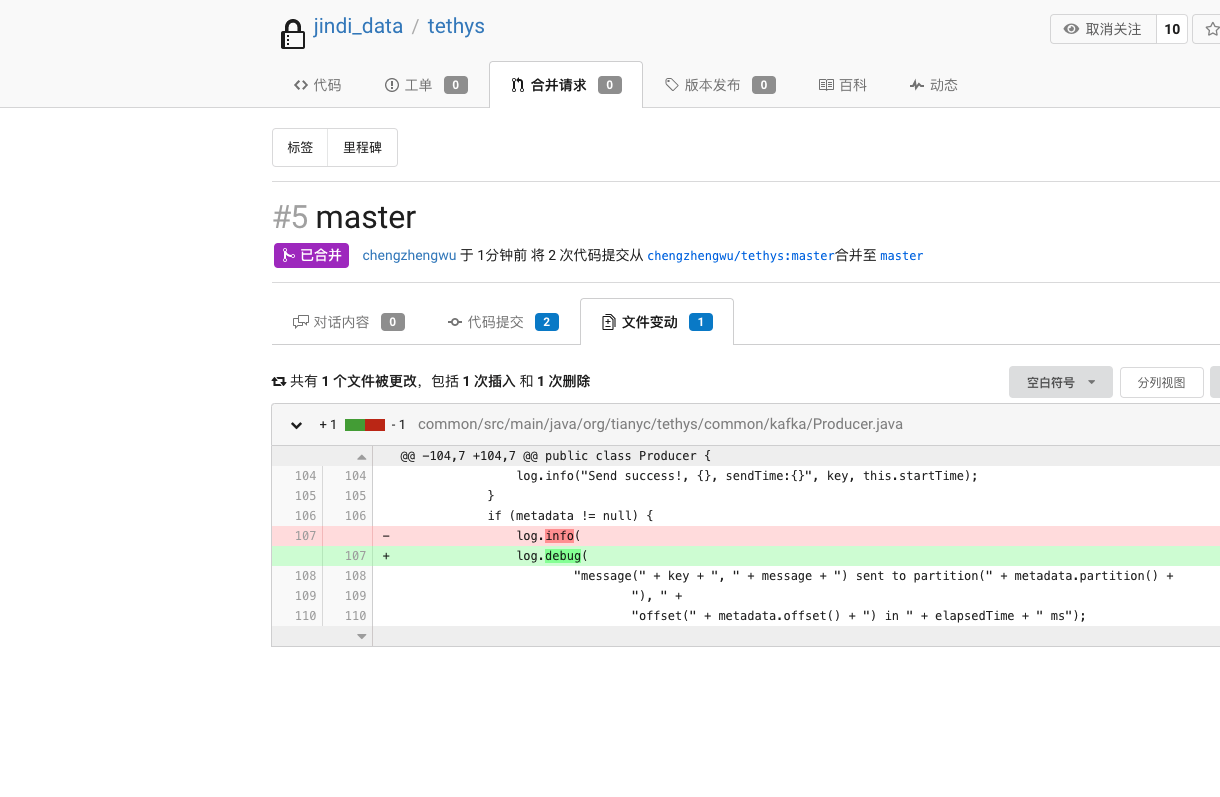 jindi_data / tethys
取消关注 10
代码 工单 0 合并请求 0 版本发布 0 百科 动态
标签 里程碑
#5 master
已合并 chengzhengwu 于 1分钟前 将 2 次代码提交从 chengzhengwu/tethys:master合并至 master
对话内容 0 代码提交 2 文件变动 1
共有 1 个文件被更改，包括 1 次插入 和 1 次删除
空白符号 分列视图
+ 1 - 1 common/src/main/java/org/tianyc/tethys/common/kafka/Producer.java
@@ -104,7 +104,7 @@ public class Producer {
104 104 log.info("Send success!, {}, sendTime:{}", key, this.startTime);
105 105 }
106 106 if (metadata != null) {
107 - log.info(
107 + log.debug(
108 108 "message(" + key + ", " + message + ") sent to partition(" + metadata.partition() +
109 109 "), " +
110 110 "offset(" + metadata.offset() + ") in " + elapsedTime + " ms");